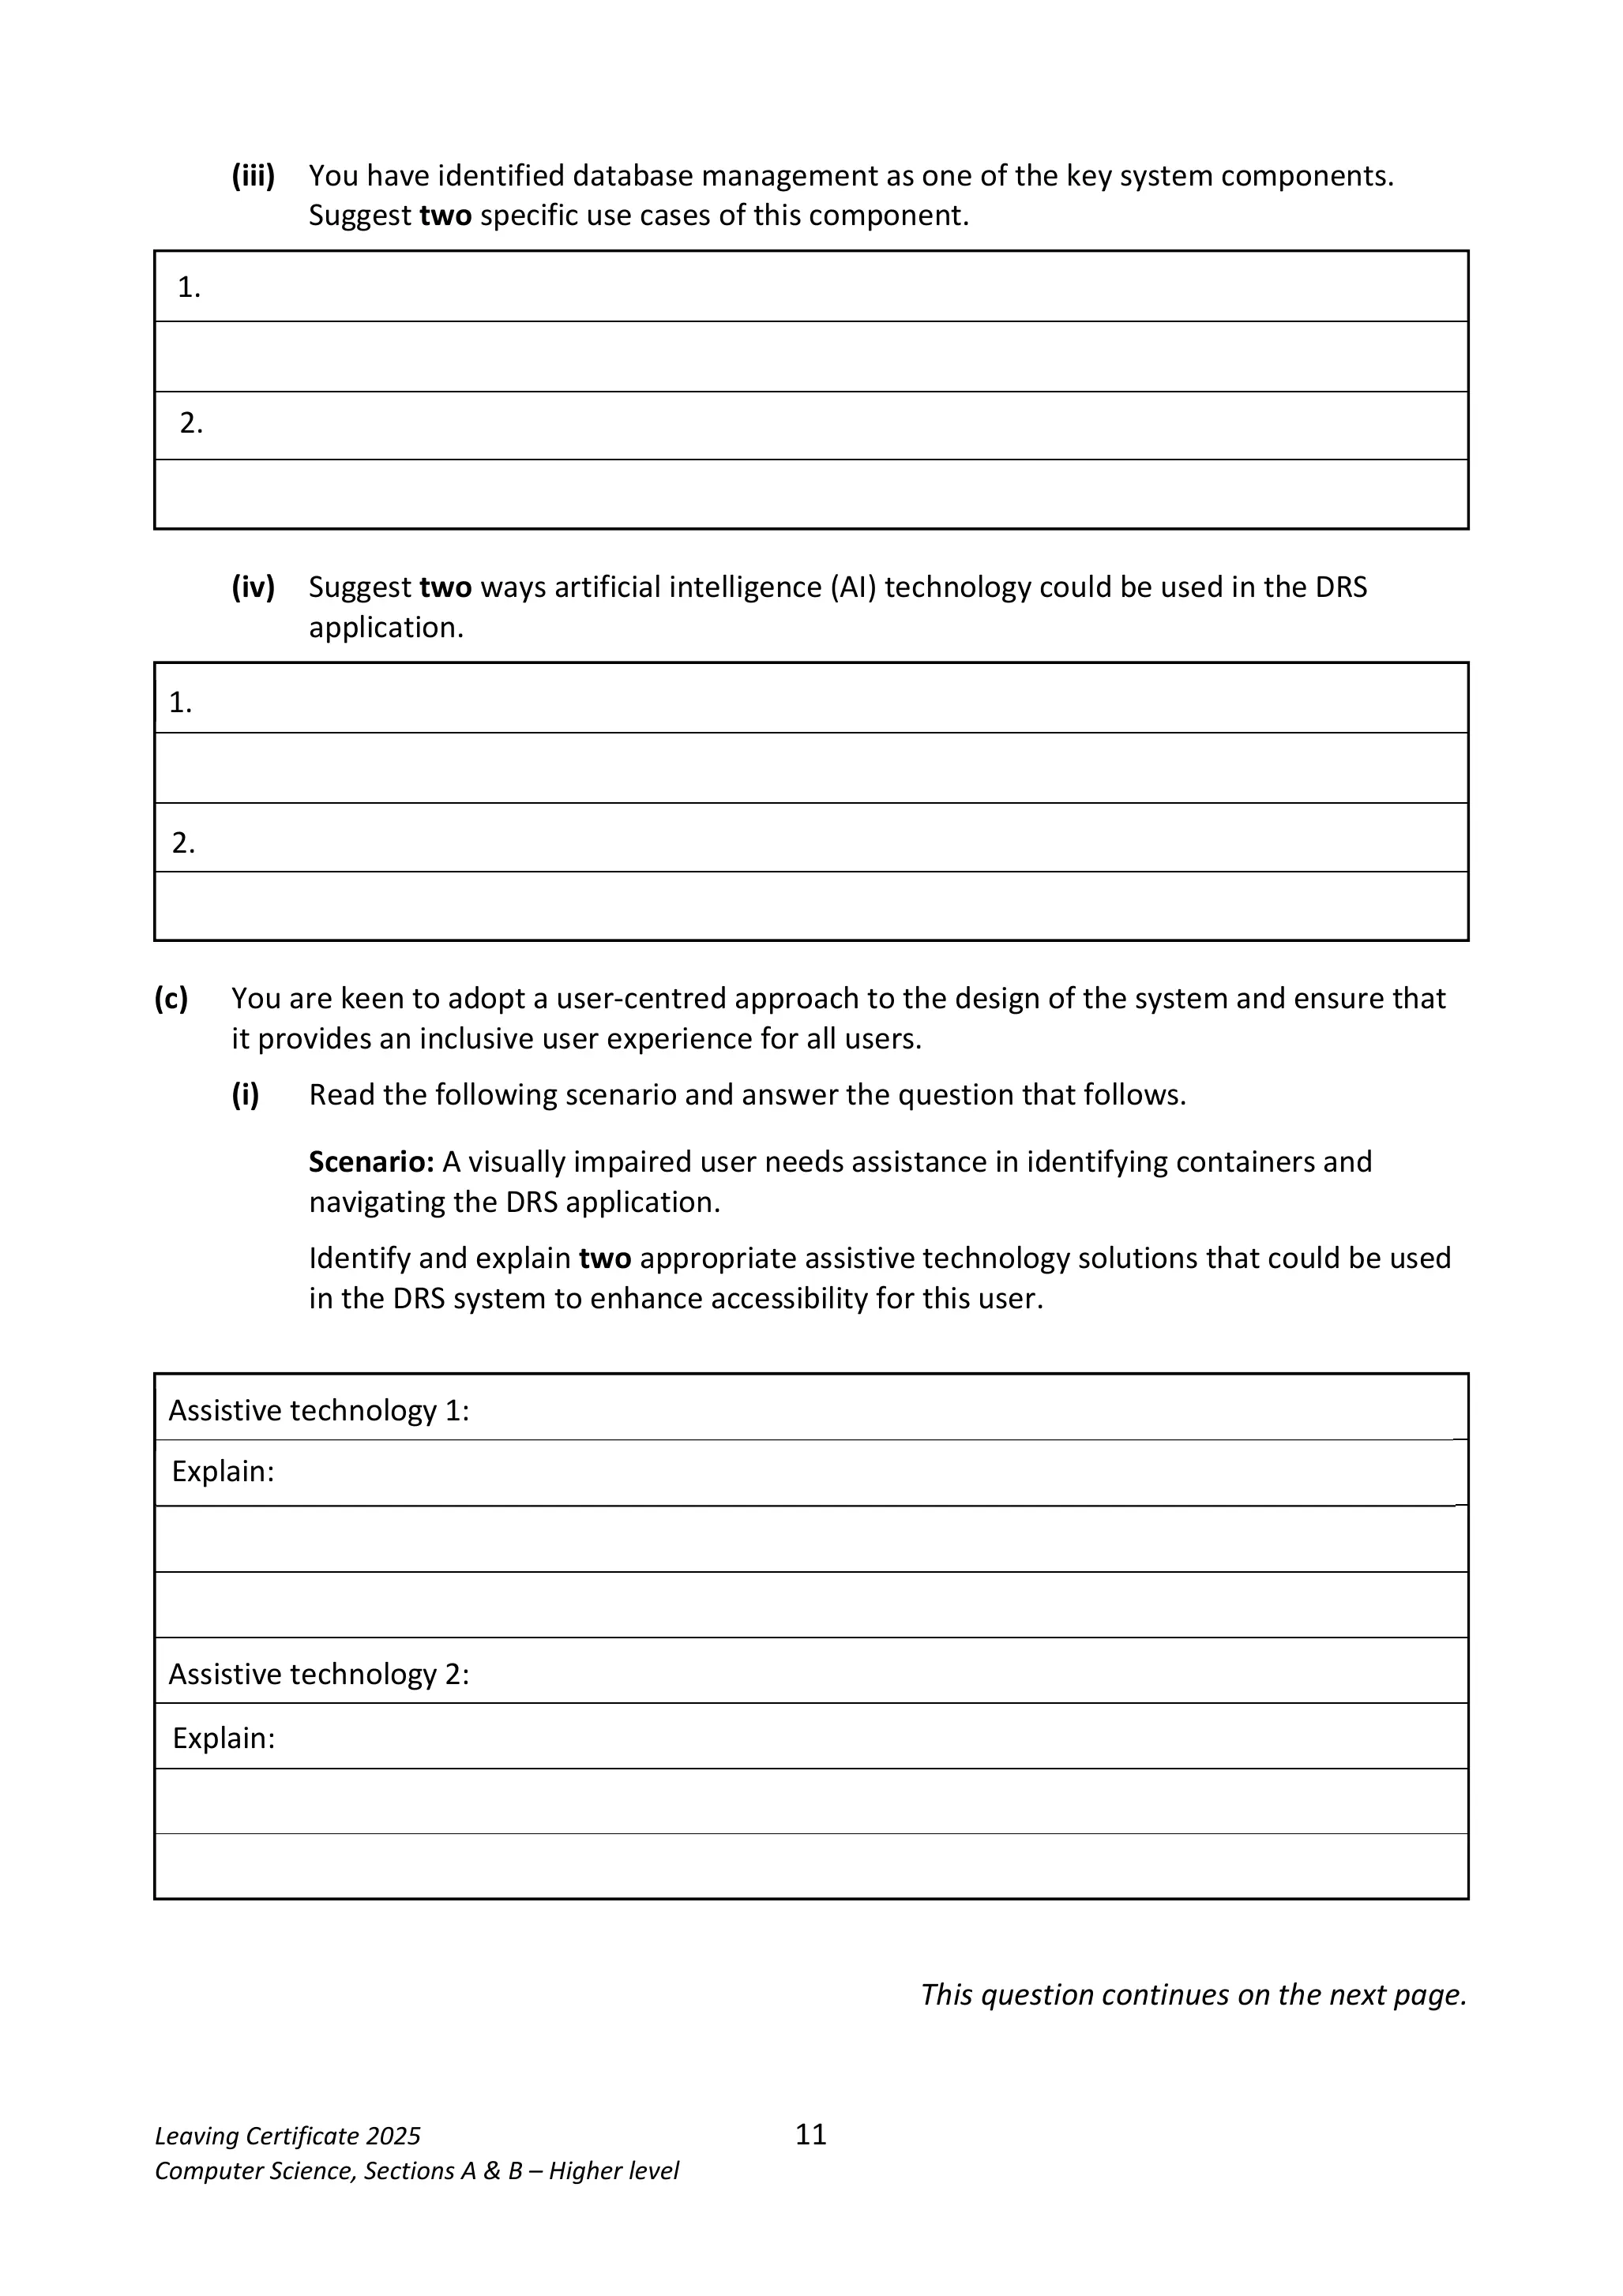 (iii) You have identified database management as one of the key system components.
Suggest two specific use cases of this component.
1.
2.
(iv) Suggest two ways artificial intelligence (AI) technology could be used in the DRS
application.
1.
2.
(c) You are keen to adopt a user-centred approach to the design of the system and ensure that
it provides an inclusive user experience for all users.
(i) Read the following scenario and answer the question that follows.
Scenario: A visually impaired user needs assistance in identifying containers and
navigating the DRS application.
Identify and explain two appropriate assistive technology solutions that could be used
in the DRS system to enhance accessibility for this user.
Assistive technology 1:
Explain:
Assistive technology 2:
Explain:
This question continues on the next page.
Leaving Certificate 2025 11
Computer Science, Sections A & B – Higher level